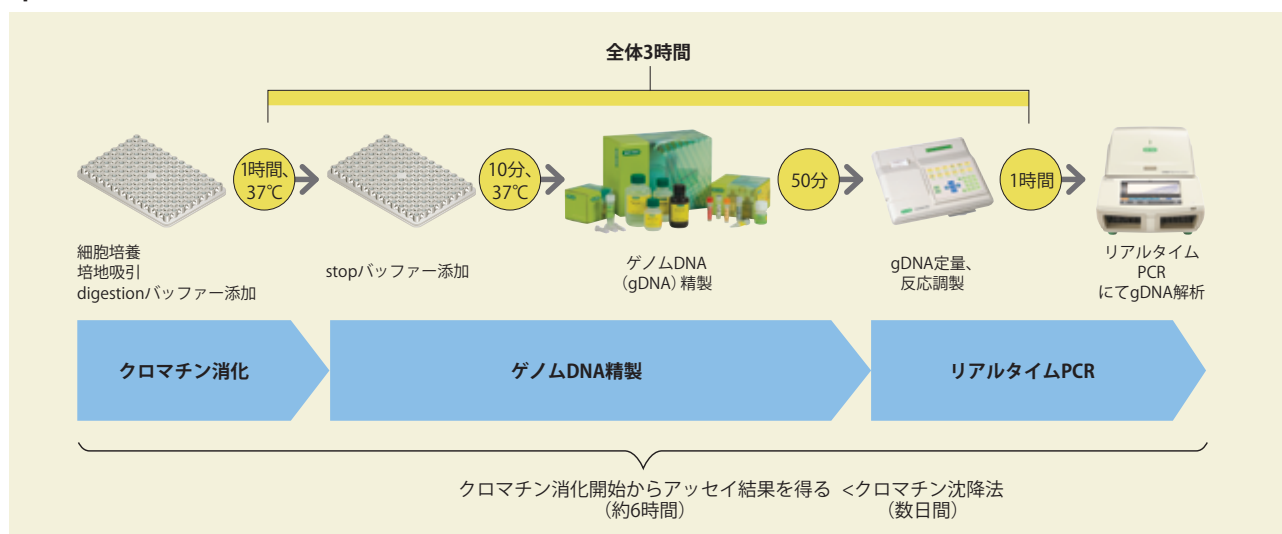 全体3時間
1時間、
37℃
10分、
37℃
50分
1時間
細胞培養
培地吸引
digestionバッファー添加
stopバッファー添加
ゲノムDNA
(gDNA) 精製
gDNA定量、
反応調製
リアルタイム
PCR
にてgDNA解析
クロマチン消化
ゲノムDNA精製
リアルタイムPCR
クロマチン消化開始からアッセイ結果を得る <クロマチン沈降法
(約6時間) (数日間)